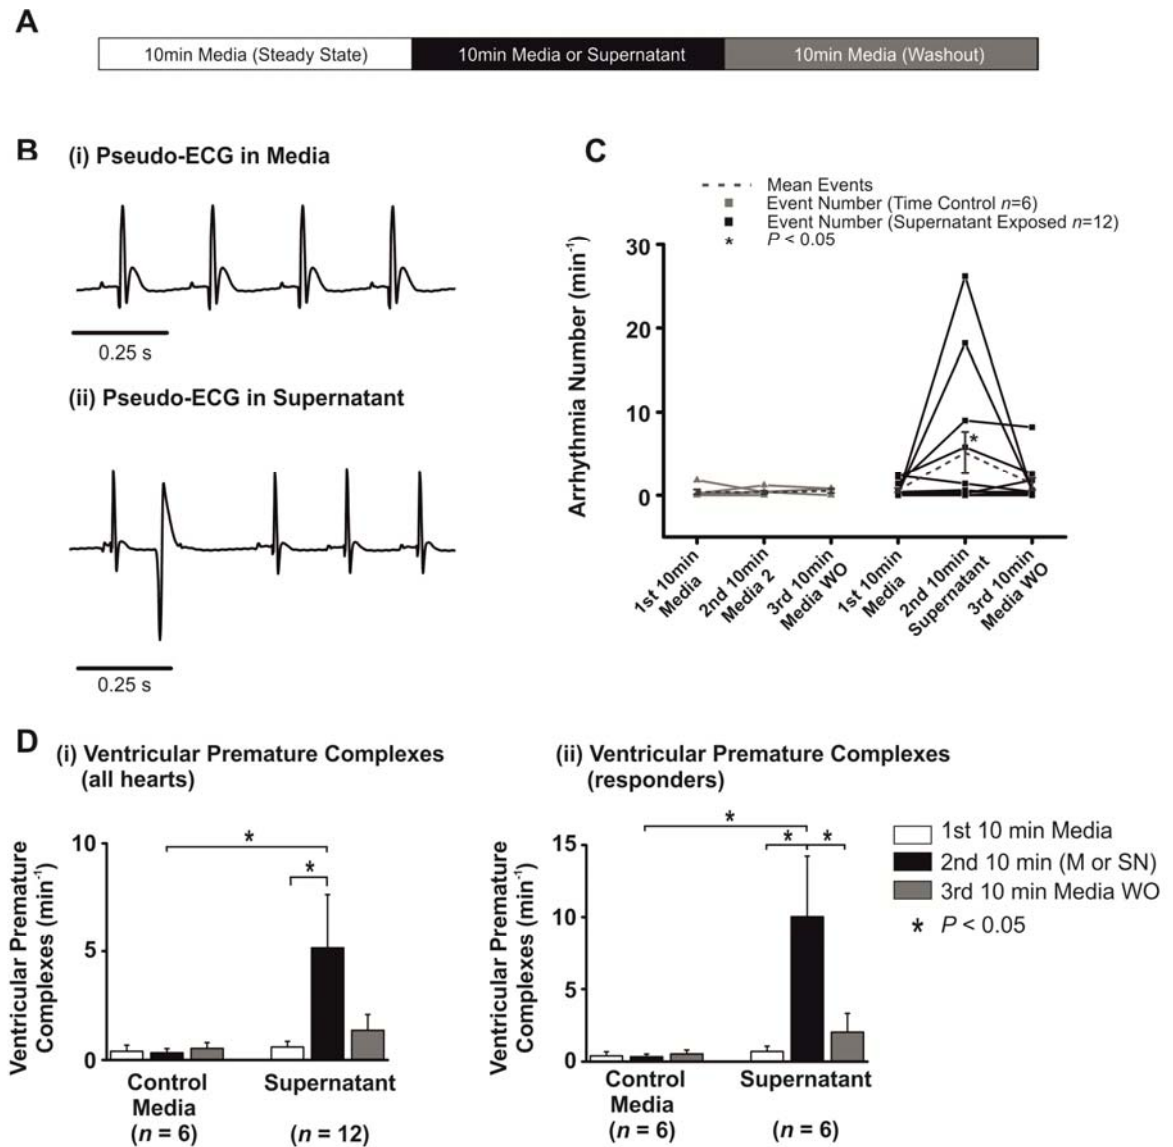 A
10min Media (Steady State)
10min Media or Supernatant
10min Media (Washout)
B
(i) Pseudo-ECG in Media
0.25 s
(ii) Pseudo-ECG in Supernatant
0.25 s
C
Mean Events
Event Number (Time Control n=6)
Event Number (Supernatant Exposed n=12)
* P < 0.05
Arrhythmia Number (min⁻¹)
30
20
10
0
*
1st 10min
Media
2nd 10min
Media 2
3rd 10min
Media WO
1st 10min
Media
2nd 10min
Supernatant
3rd 10min
Media WO
D
(i) Ventricular Premature Complexes
(all hearts)
Ventricular Premature
Complexes (min⁻¹)
10
5
0
*
*
Control
Media
(n = 6)
Supernatant
(n = 12)
(ii) Ventricular Premature Complexes
(responders)
Ventricular Premature
Complexes (min⁻¹)
15
10
5
0
*
* *
Control
Media
(n = 6)
Supernatant
(n = 6)
1st 10 min Media
2nd 10 min (M or SN)
3rd 10 min Media WO
* P < 0.05